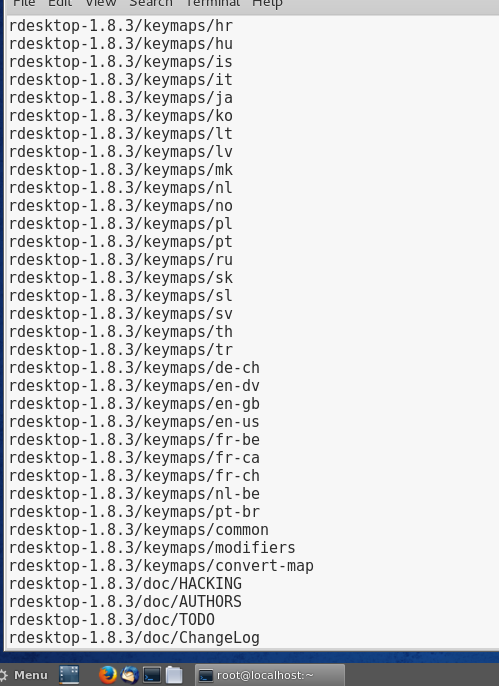 File Edit View Search Terminal Help
rdesktop-1.8.3/keymaps/hr
rdesktop-1.8.3/keymaps/hu
rdesktop-1.8.3/keymaps/is
rdesktop-1.8.3/keymaps/it
rdesktop-1.8.3/keymaps/ja
rdesktop-1.8.3/keymaps/ko
rdesktop-1.8.3/keymaps/lt
rdesktop-1.8.3/keymaps/lv
rdesktop-1.8.3/keymaps/mk
rdesktop-1.8.3/keymaps/nl
rdesktop-1.8.3/keymaps/no
rdesktop-1.8.3/keymaps/pl
rdesktop-1.8.3/keymaps/pt
rdesktop-1.8.3/keymaps/ru
rdesktop-1.8.3/keymaps/sk
rdesktop-1.8.3/keymaps/sl
rdesktop-1.8.3/keymaps/sv
rdesktop-1.8.3/keymaps/th
rdesktop-1.8.3/keymaps/tr
rdesktop-1.8.3/keymaps/de-ch
rdesktop-1.8.3/keymaps/en-dv
rdesktop-1.8.3/keymaps/en-gb
rdesktop-1.8.3/keymaps/en-us
rdesktop-1.8.3/keymaps/fr-be
rdesktop-1.8.3/keymaps/fr-ca
rdesktop-1.8.3/keymaps/fr-ch
rdesktop-1.8.3/keymaps/nl-be
rdesktop-1.8.3/keymaps/pt-br
rdesktop-1.8.3/keymaps/common
rdesktop-1.8.3/keymaps/modifiers
rdesktop-1.8.3/keymaps/convert-map
rdesktop-1.8.3/doc/HACKING
rdesktop-1.8.3/doc/AUTHORS
rdesktop-1.8.3/doc/TODO
rdesktop-1.8.3/doc/ChangeLog
Menu root@localhost:~